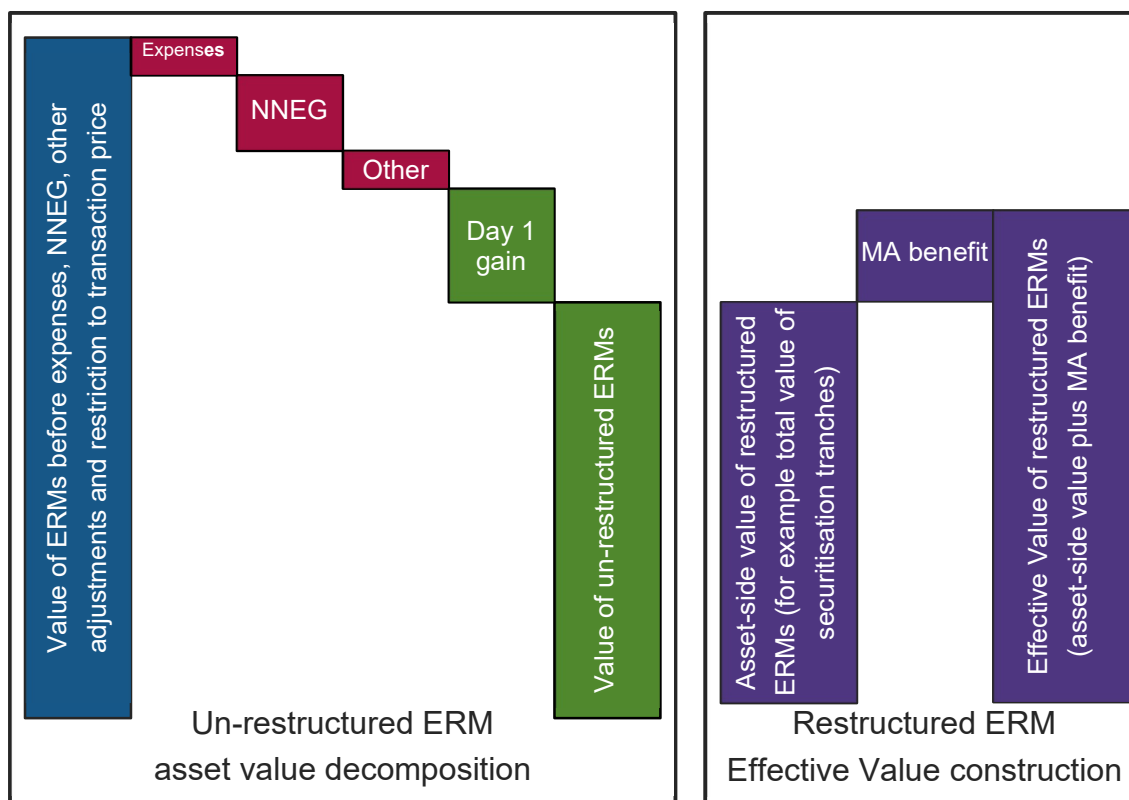 Value of ERMs before expenses, NNEG, other
adjustments and restriction to transaction price
Expenses
NNEG
Other
Day 1
gain
Value of un-restructured ERMs
Un-restructured ERM
asset value decomposition
Asset-side value of restructured
ERMs (for example total value of
securitisation tranches)
MA benefit
Effective Value of restructured ERMs
(asset-side value plus MA benefit)
Restructured ERM
Effective Value construction